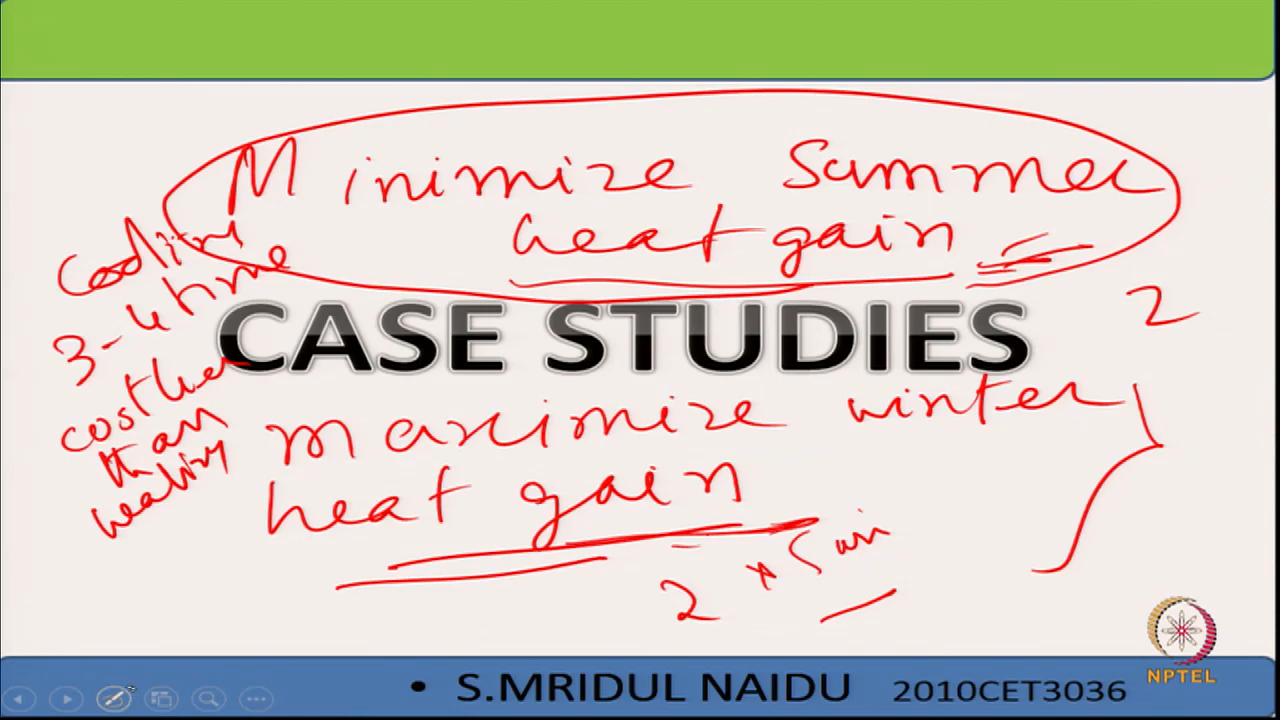 Minimize Summer
heat gain
2
cooling
3-4 time
costlier
than
heating
CASE STUDIES
maximize winter
heat gain
2 x
NPTEL
• S.MRIDUL NAIDU 2010CET3036